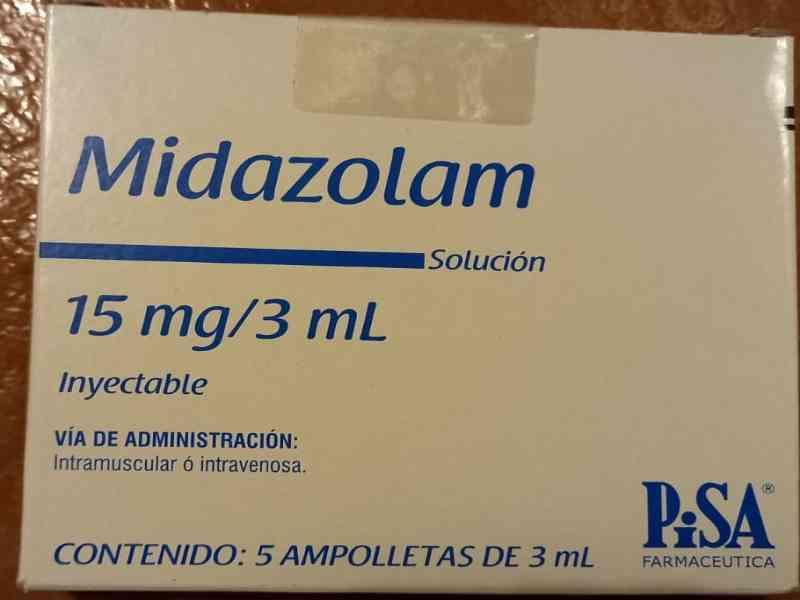 Midazolam
Solución
15 mg/3 mL
Inyectable
VÍA DE ADMINISTRACIÓN:
Intramuscular ó intravenosa.
CONTENIDO: 5 AMPOLLETAS DE 3 mL
PiSA®
FARMACEUTICA